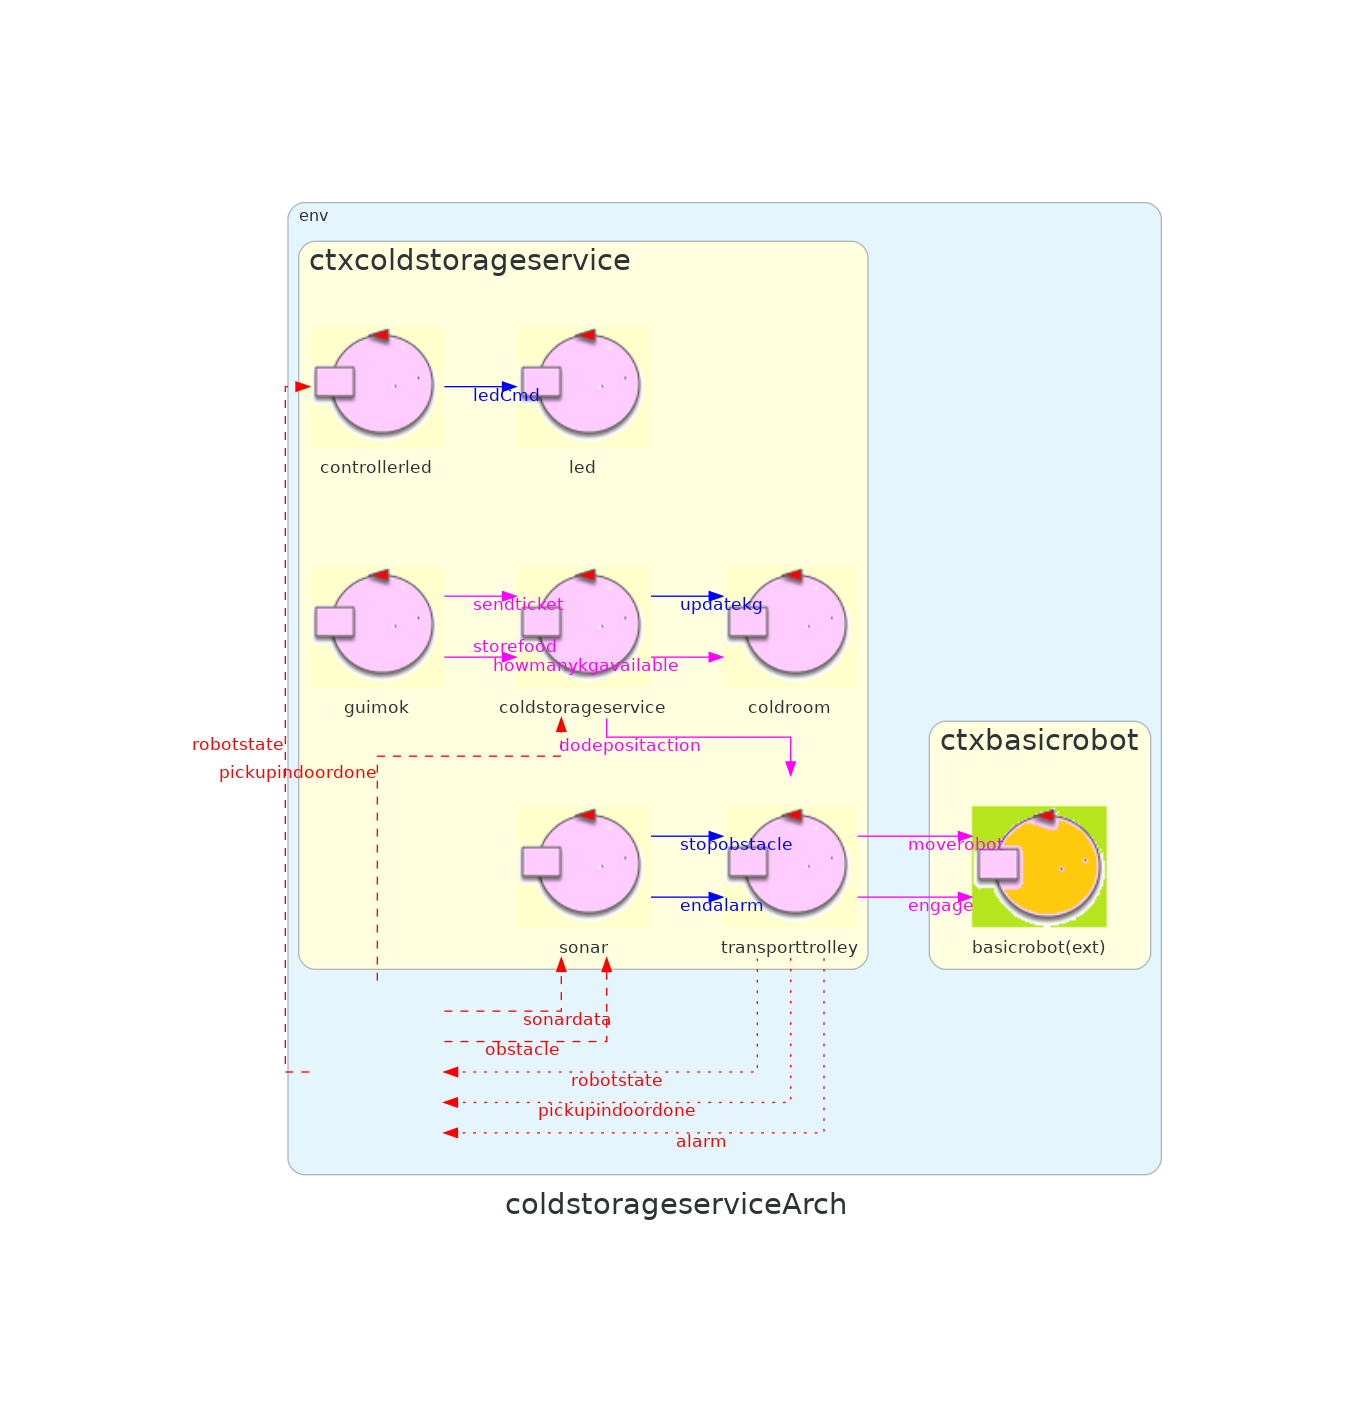 env
ctxcoldstorageservice
ledCmd
controllerled
led
sendticket
updatekg
storefood
howmanykgavailable
guimok
coldstorageservice
coldroom
robotstate
dodepositaction
ctxbasicrobot
pickupindoordone
stopobstacle
moverobot
endalarm
engage
sonar
transporttrolley
basicrobot(ext)
sonardata
obstacle
robotstate
pickupindoordone
alarm
coldstorageserviceArch